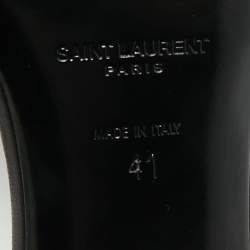 SAINT LAURENT
PARIS
MADE IN ITALY
41